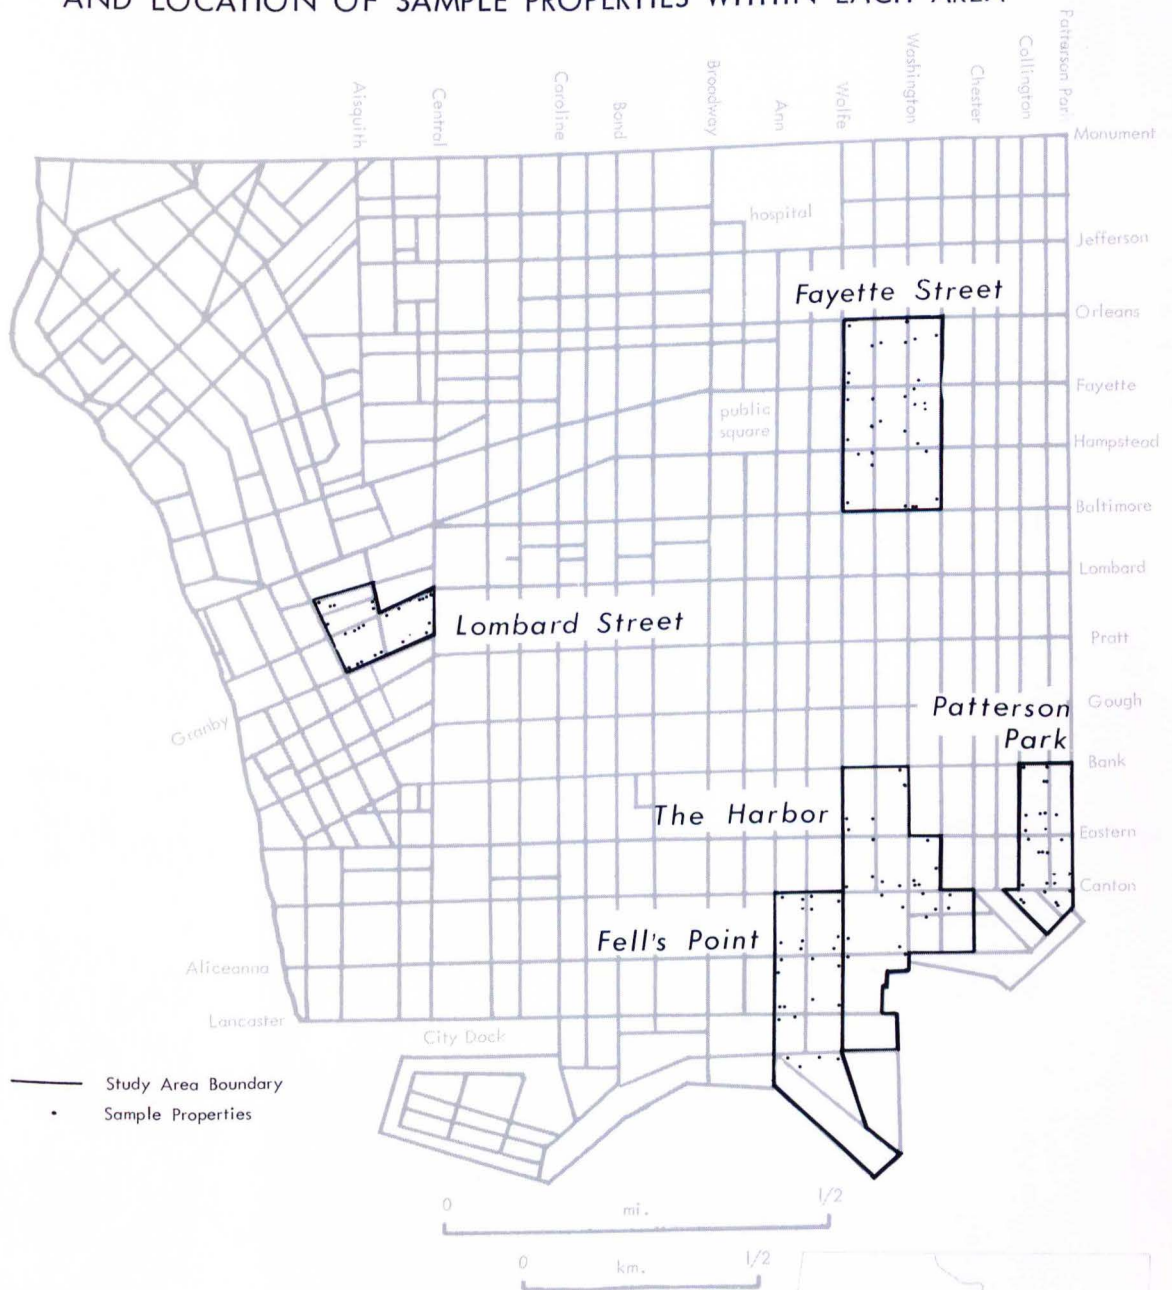 AND LOCATION OF SAMPLE PROPERTIES WITHIN EACH AREA
Aisquith
Central
Caroline
Bond
Broadway
Ann
Wolfe
Washington
Chester
Collington
Patterson Par
Monument
hospital
Jefferson
Fayette Street
Orleans
Fayette
public
square
Hampstead
Baltimore
Lombard
Lombard Street
Pratt
Granby
Gough
Patterson
Park
Bank
The Harbor
Eastern
Canton
Fell's Point
Aliceanna
Lancaster
City Dock
Study Area Boundary
Sample Properties
0 1/2
mi.
0 1/2
km.